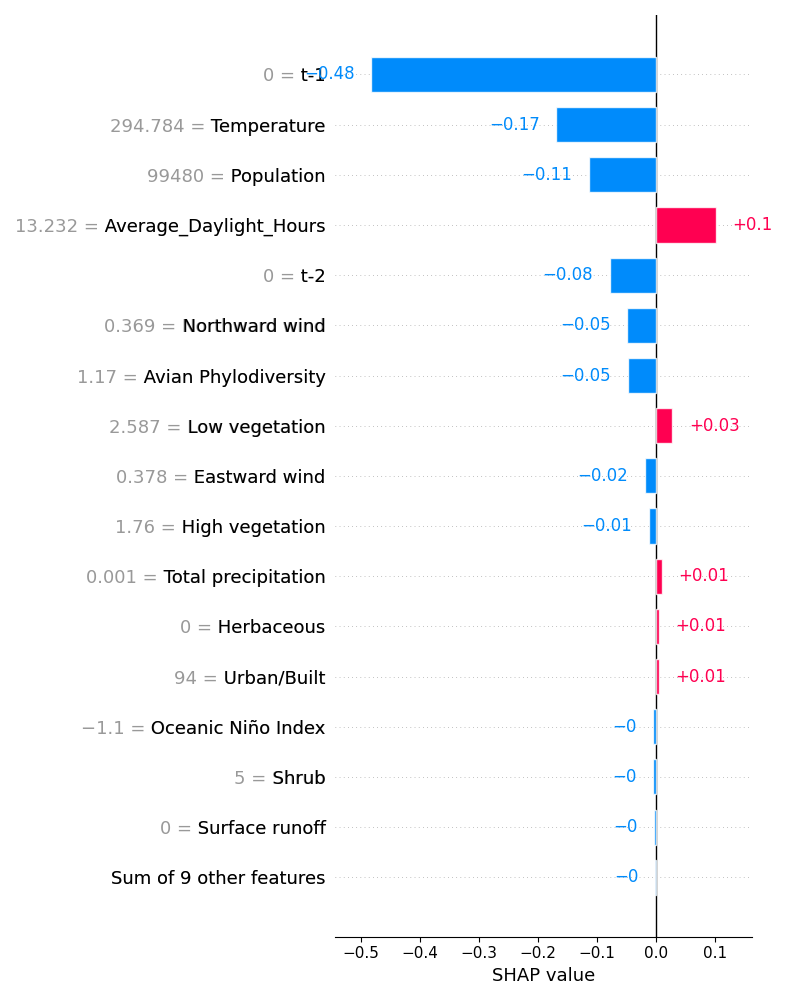 0 = t-1 −0.48
294.784 = Temperature −0.17
99480 = Population −0.11
13.232 = Average_Daylight_Hours +0.1
0 = t-2 −0.08
0.369 = Northward wind −0.05
1.17 = Avian Phylodiversity −0.05
2.587 = Low vegetation +0.03
0.378 = Eastward wind −0.02
1.76 = High vegetation −0.01
0.001 = Total precipitation +0.01
0 = Herbaceous +0.01
94 = Urban/Built +0.01
−1.1 = Oceanic Niño Index −0
5 = Shrub −0
0 = Surface runoff −0
Sum of 9 other features −0
−0.5 −0.4 −0.3 −0.2 −0.1 0.0 0.1
SHAP value